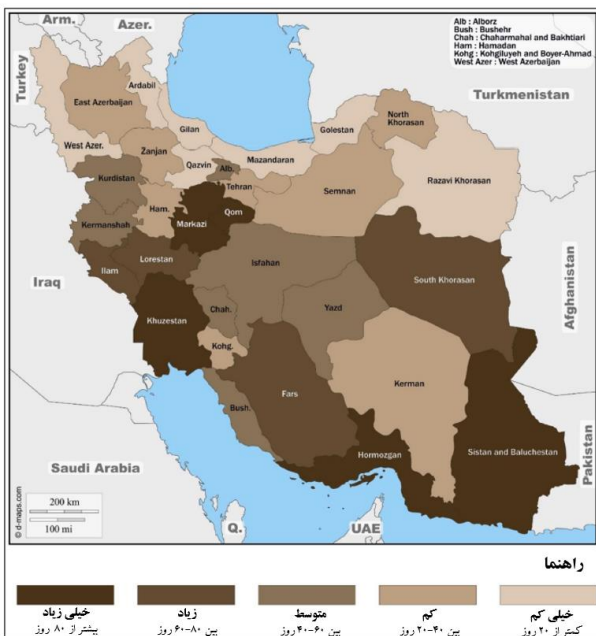 Arm.
Azer.
Turkey
Alb : Alborz
Bush : Bushehr
Chah : Chaharmahal and Bakhtiari
Ham : Hamadan
Kohg : Kohgiluyeh and Boyer-Ahmad
West Azer : West Azerbaijan
Turkmenistan
Ardabil
East Azerbaijan
West Azer.
Gilan
Golestan
North
Khorasan
Zanjan
Qazvin
Mazandaran
Razavi Khorasan
Kurdistan
Alb.
Tehran
Semnan
Ham.
Markazi
Qom
Kermanshah
Lorestan
Isfahan
Ilam
South Khorasan
Afghanistan
Iraq
Khuzestan
Chah.
Yazd
Kohg.
Kerman
Fars
Bush.
Hormozgan
Sistan and Baluchestan
Pakistan
Saudi Arabia
200 km
100 mi
© d-maps.com
Q.
UAE
راهنما
خیلی کم
کمتر از ۲۰ روز
کم
بین ۴۰-۲۰ روز
متوسط
بین ۶۰-۴۰ روز
زیاد
بین ۸۰-۶۰ روز
خیلی زیاد
بیشتر از ۸۰ روز